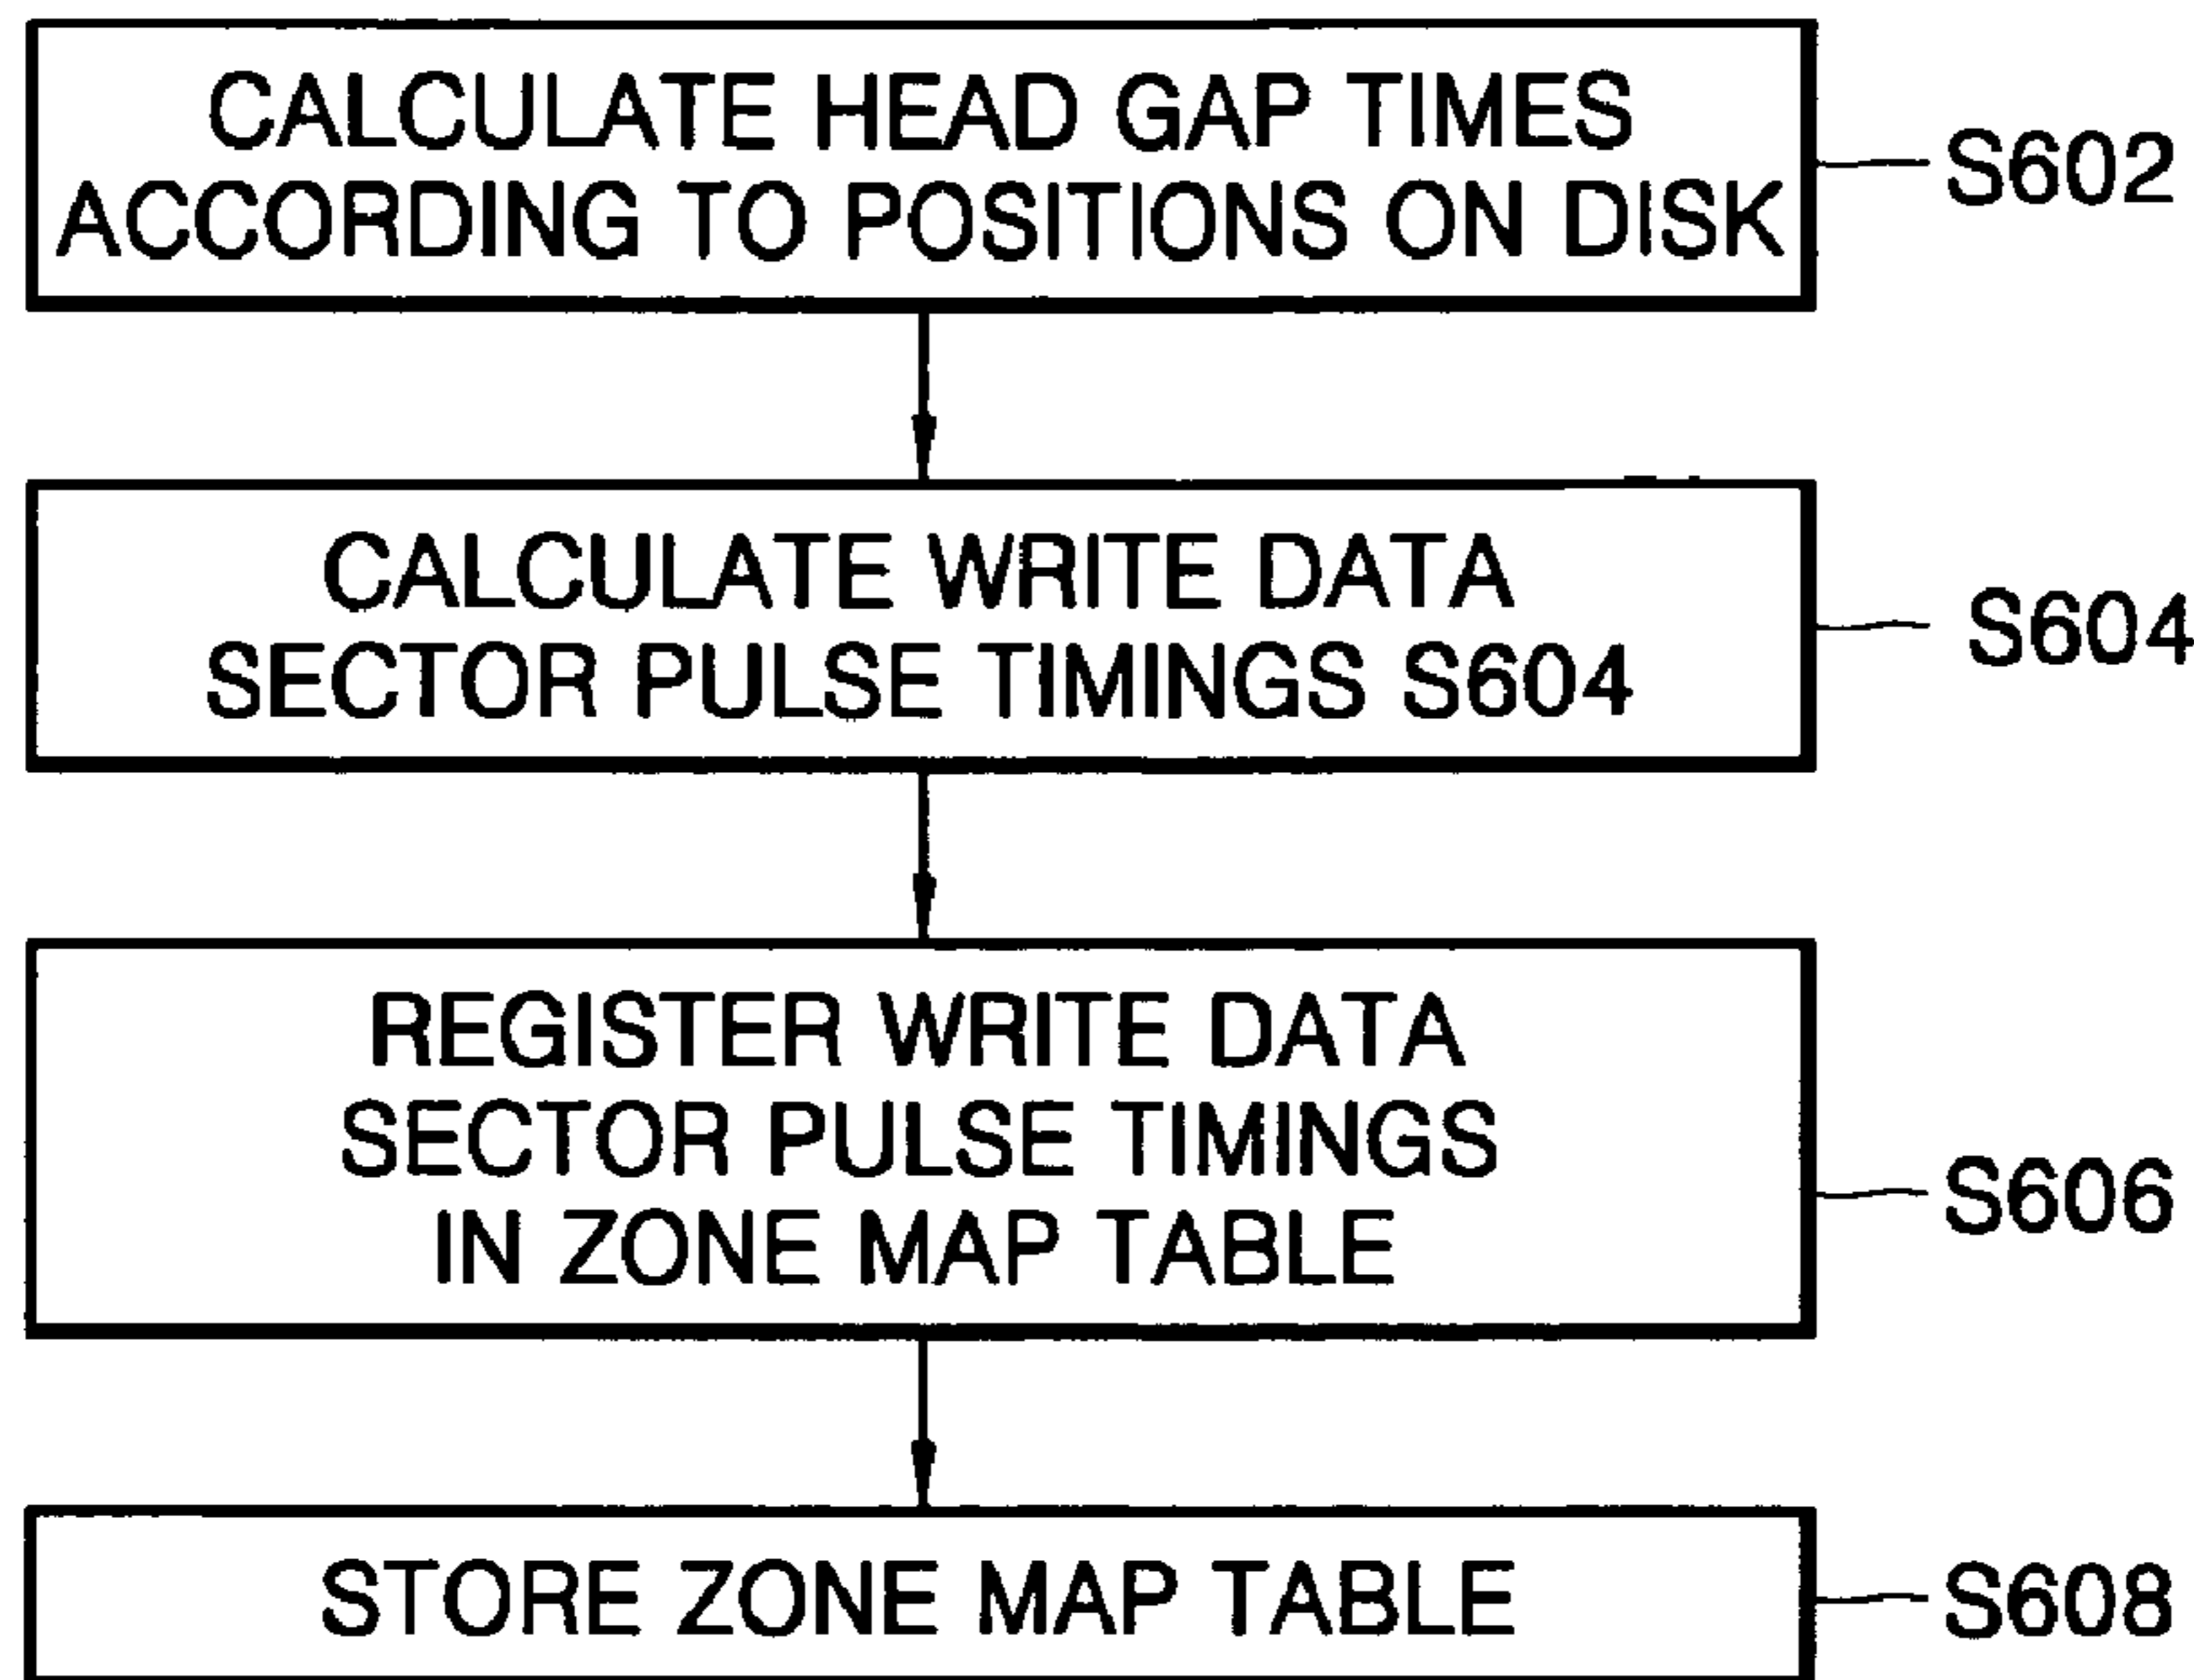 CALCULATE HEAD GAP TIMES
ACCORDING TO POSITIONS ON DISK
S602
CALCULATE WRITE DATA
SECTOR PULSE TIMINGS S604
S604
REGISTER WRITE DATA
SECTOR PULSE TIMINGS
IN ZONE MAP TABLE
S606
STORE ZONE MAP TABLE
S608